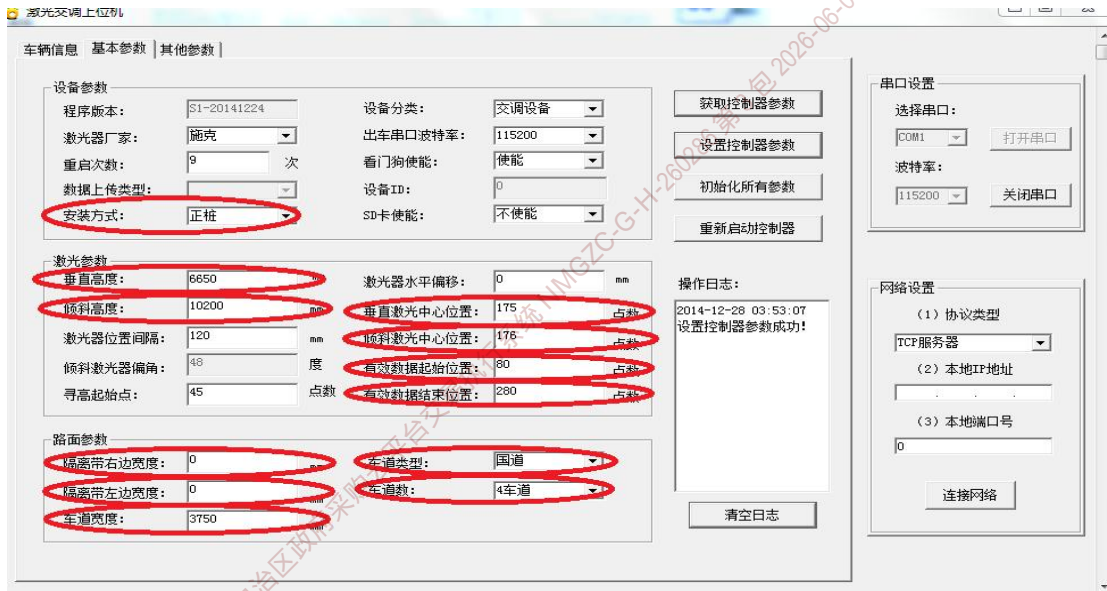 激光交调上位机
车辆信息 基本参数 其他参数
设备参数
程序版本： S1-20141224 设备分类： 交调设备
激光器厂家： 施克 出车串口波特率： 115200
重启次数： 9 次 看门狗使能： 使能
数据上传类型： 设备ID： 0
安装方式： 正桩 SD卡使能： 不使能
获取控制器参数
设置控制器参数
初始化所有参数
重新启动控制器
激光参数
垂直高度： 6650 激光器水平偏移： 0 mm
倾斜高度： 10200 mm 垂直激光中心位置： 175 点数
激光器位置间隔： 120 mm 倾斜激光中心位置： 176 点数
倾斜激光器偏角： 48 度 有效数据起始位置： 80 点数
寻高起始点： 45 点数 有效数据结束位置： 280 点数
路面参数
隔离带右边宽度： 0 mm 车道类型： 国道
隔离带左边宽度： 0 mm 车道数： 4车道
车道宽度： 3750 mm
操作日志：
2014-12-28 03:53:07
设置控制器参数成功!
清空日志
串口设置
选择串口：
COM1 打开串口
波特率：
115200 关闭串口
网络设置
（1）协议类型
TCP服务器
（2）本地IP地址
. . .
（3）本地端口号
0
连接网络